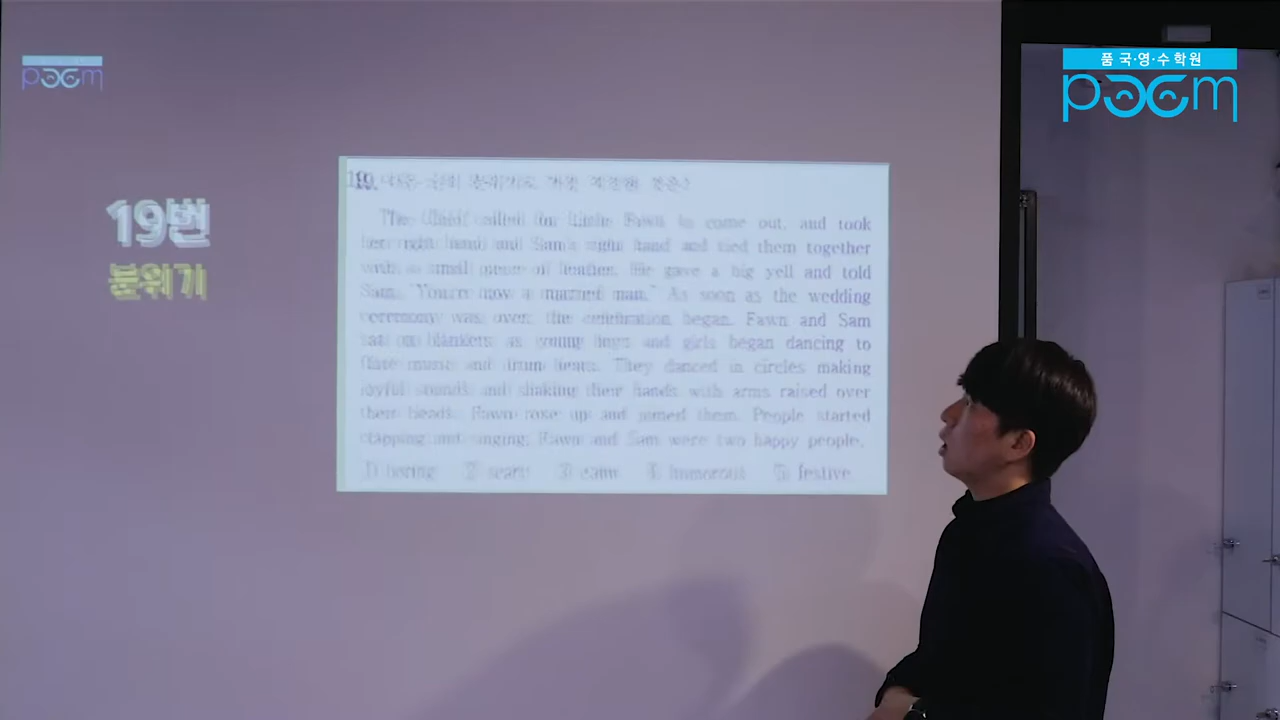 품 국·영·수 학원
poem
poem
19번
분위기
19. 다음 글의 분위기로 가장 적절한 것은?
The Chief called for Little Fawn to come out, and took
her right hand and Sam's right hand and tied them together
with a small piece of leather. He gave a big yell and told
Sam, "You're now a married man." As soon as the wedding
ceremony was over, the celebration began. Fawn and Sam
sat on blankets as young boys and girls began dancing to
flute music and drum beats. They danced in circles making
joyful sounds and shaking their hands with arms raised over
their heads. Fawn rose up and joined them. People started
clapping and singing. Fawn and Sam were two happy people.
① boring ② scary ③ calm ④ humorous ⑤ festive